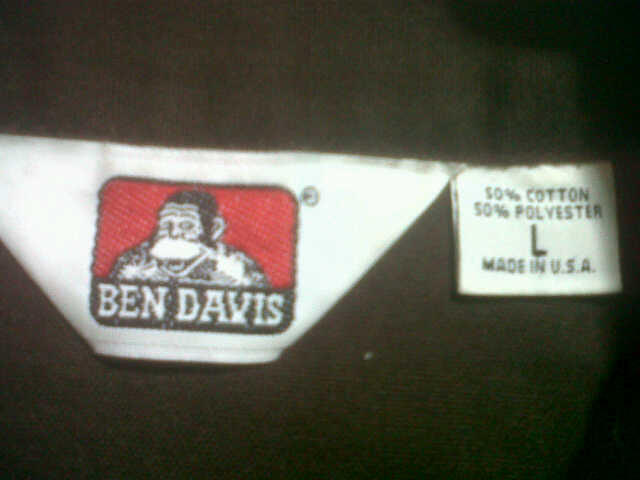 BEN DAVIS
®
50% COTTON
50% POLYESTER
L
MADE IN U.S.A.